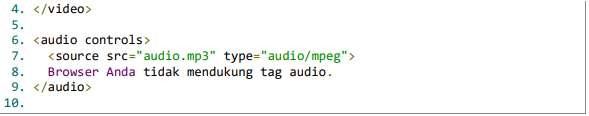 4. </video>
5.
6. <audio controls>
7.   <source src="audio.mp3" type="audio/mpeg">
8.   Browser Anda tidak mendukung tag audio.
9. </audio>
10.